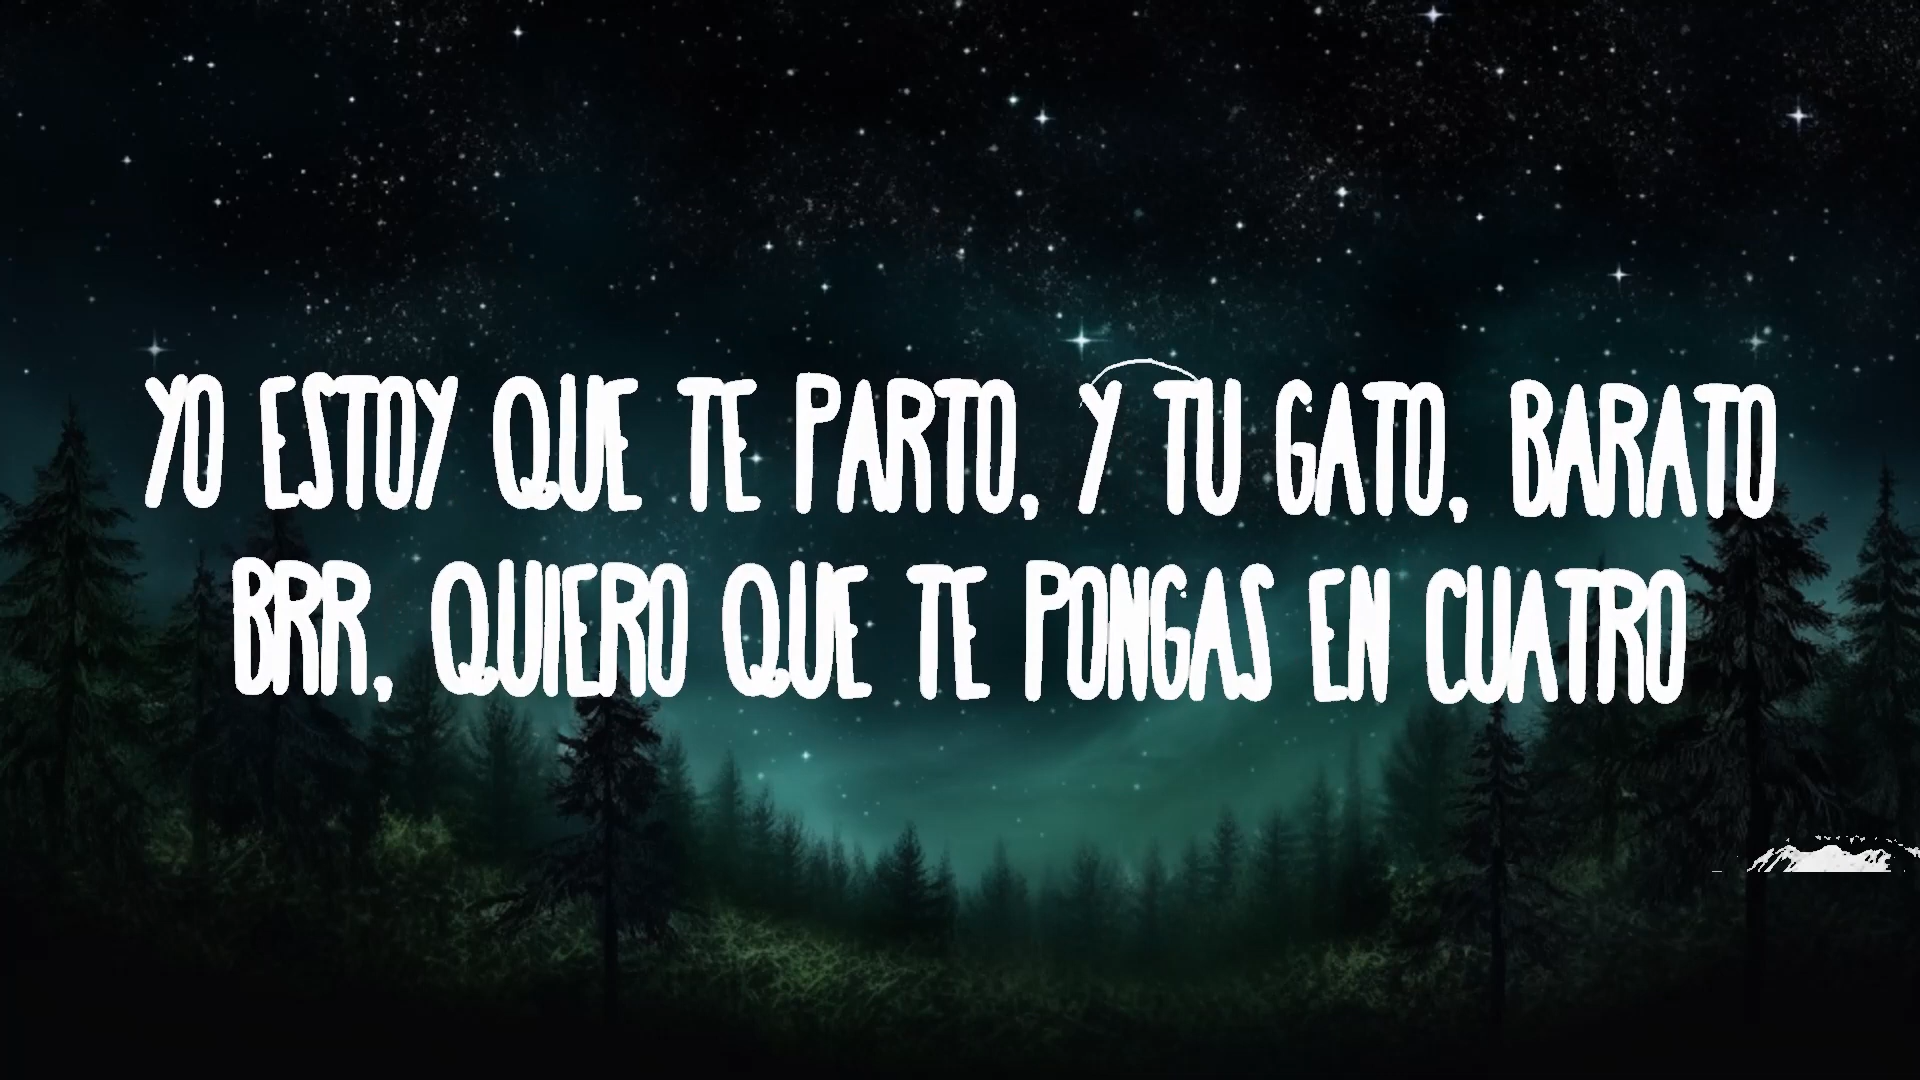 YO ESTOY QUE TE PARTO, Y TU GATO, BARATO
BRR, QUIERO QUE TE PONGAS EN CUATRO